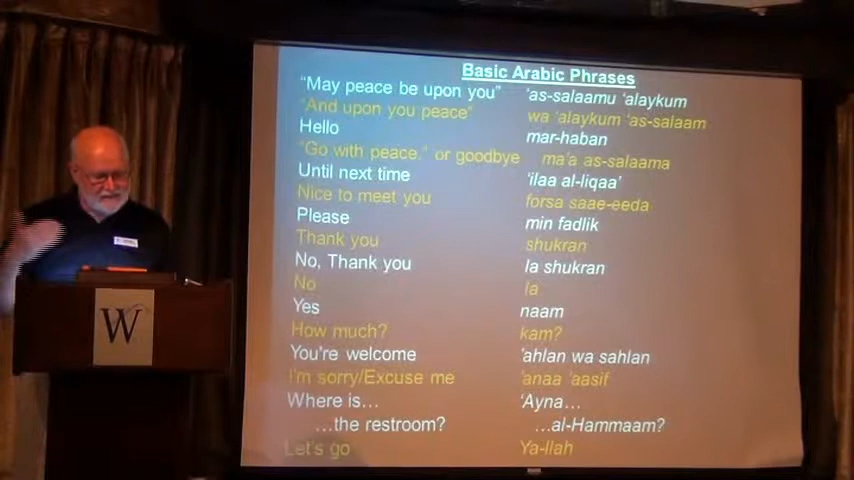 Basic Arabic Phrases
"May peace be upon you" 'as-salaamu 'alaykum
"And upon you peace" wa 'alaykum 'as-salaam
Hello mar-haban
"Go with peace." or goodbye ma'a as-salaama
Until next time 'ilaa al-liqaa'
Nice to meet you forsa saae-eeda
Please min fadlik
Thank you shukran
No, Thank you la shukran
No la
Yes naam
How much? kam?
You're welcome 'ahlan wa sahlan
I'm sorry/Excuse me 'anaa 'aasif
Where is... 'Ayna...
...the restroom? ...al-Hammaam?
Let's go Ya-llah
W